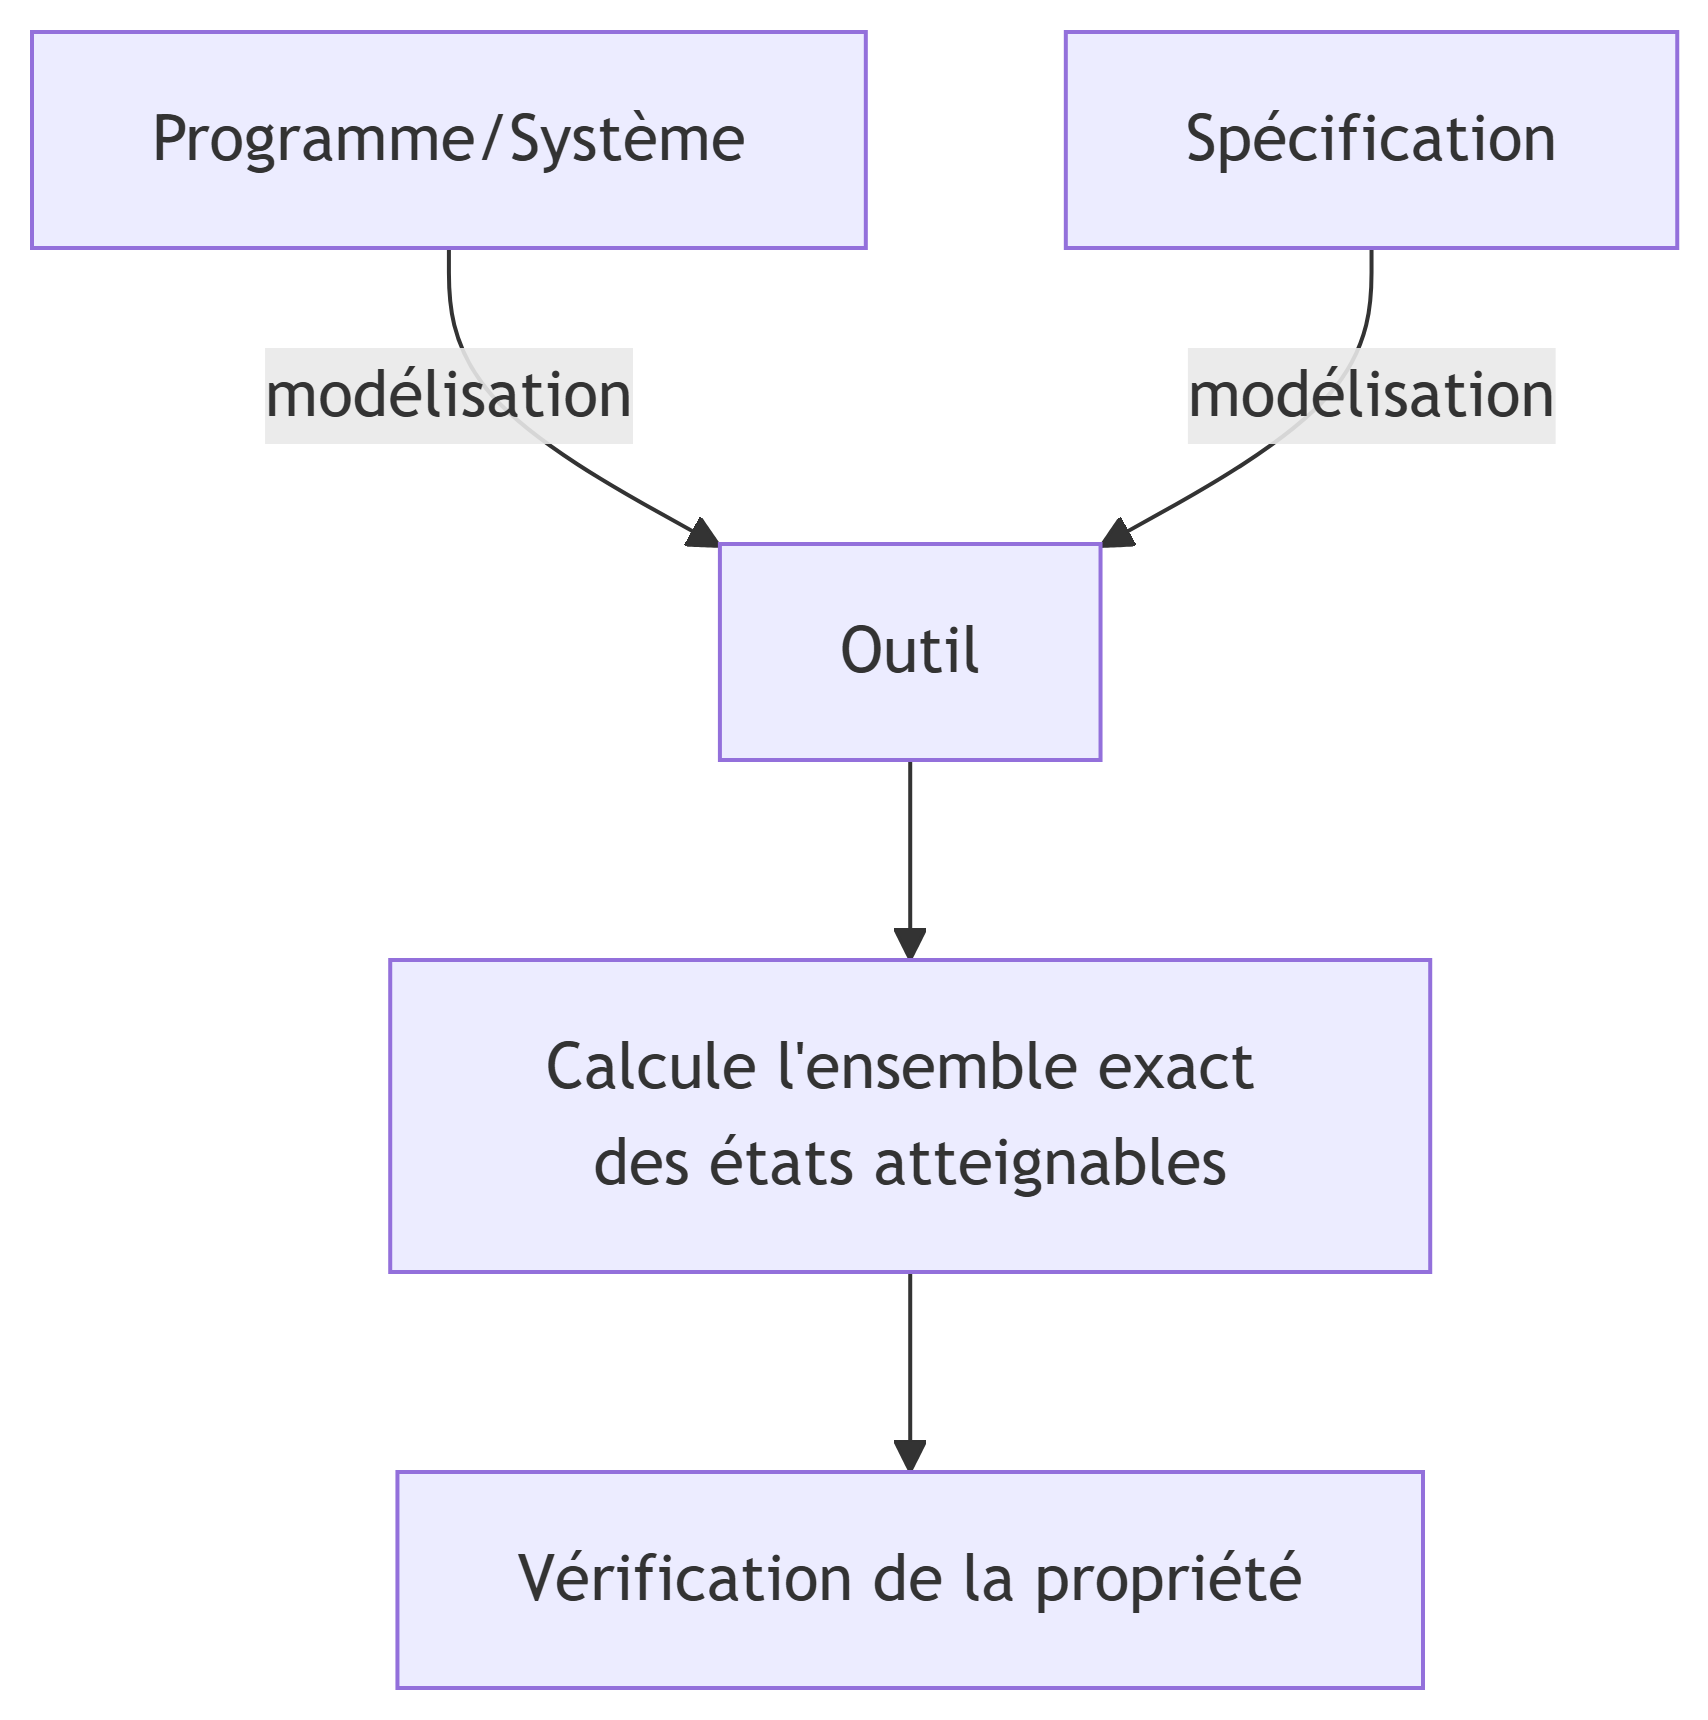 Programme/Système
Spécification
modélisation
modélisation
Outil
Calcule l'ensemble exact
des états atteignables
Vérification de la propriété